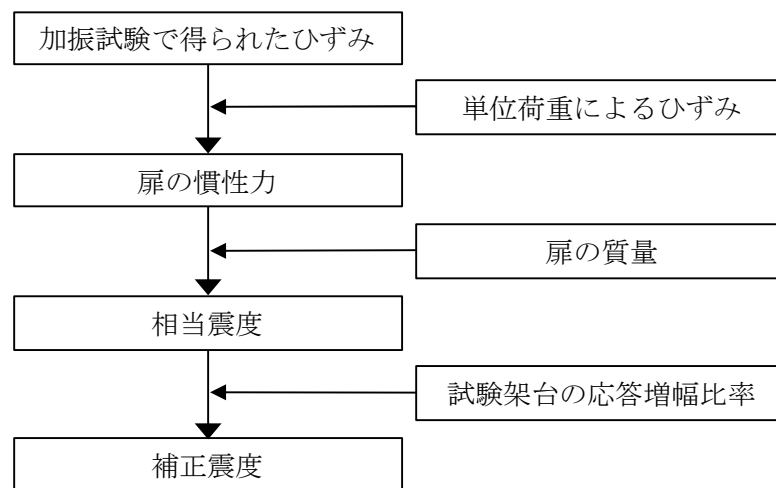 加振試験で得られたひずみ
単位荷重によるひずみ
扉の慣性力
扉の質量
相当震度
試験架台の応答増幅比率
補正震度